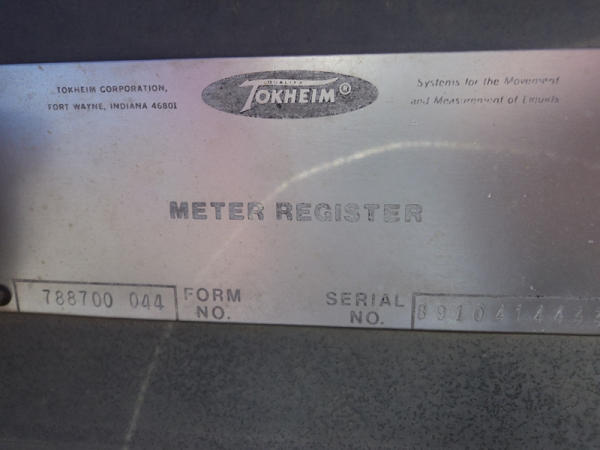 TOKHEIM CORPORATION,
FORT WAYNE, INDIANA 46801
QUALITY
TOKHEIM®
Systems for the Movement
and Measurement of Liquids
METER REGISTER
788700 044 FORM NO.
SERIAL NO.